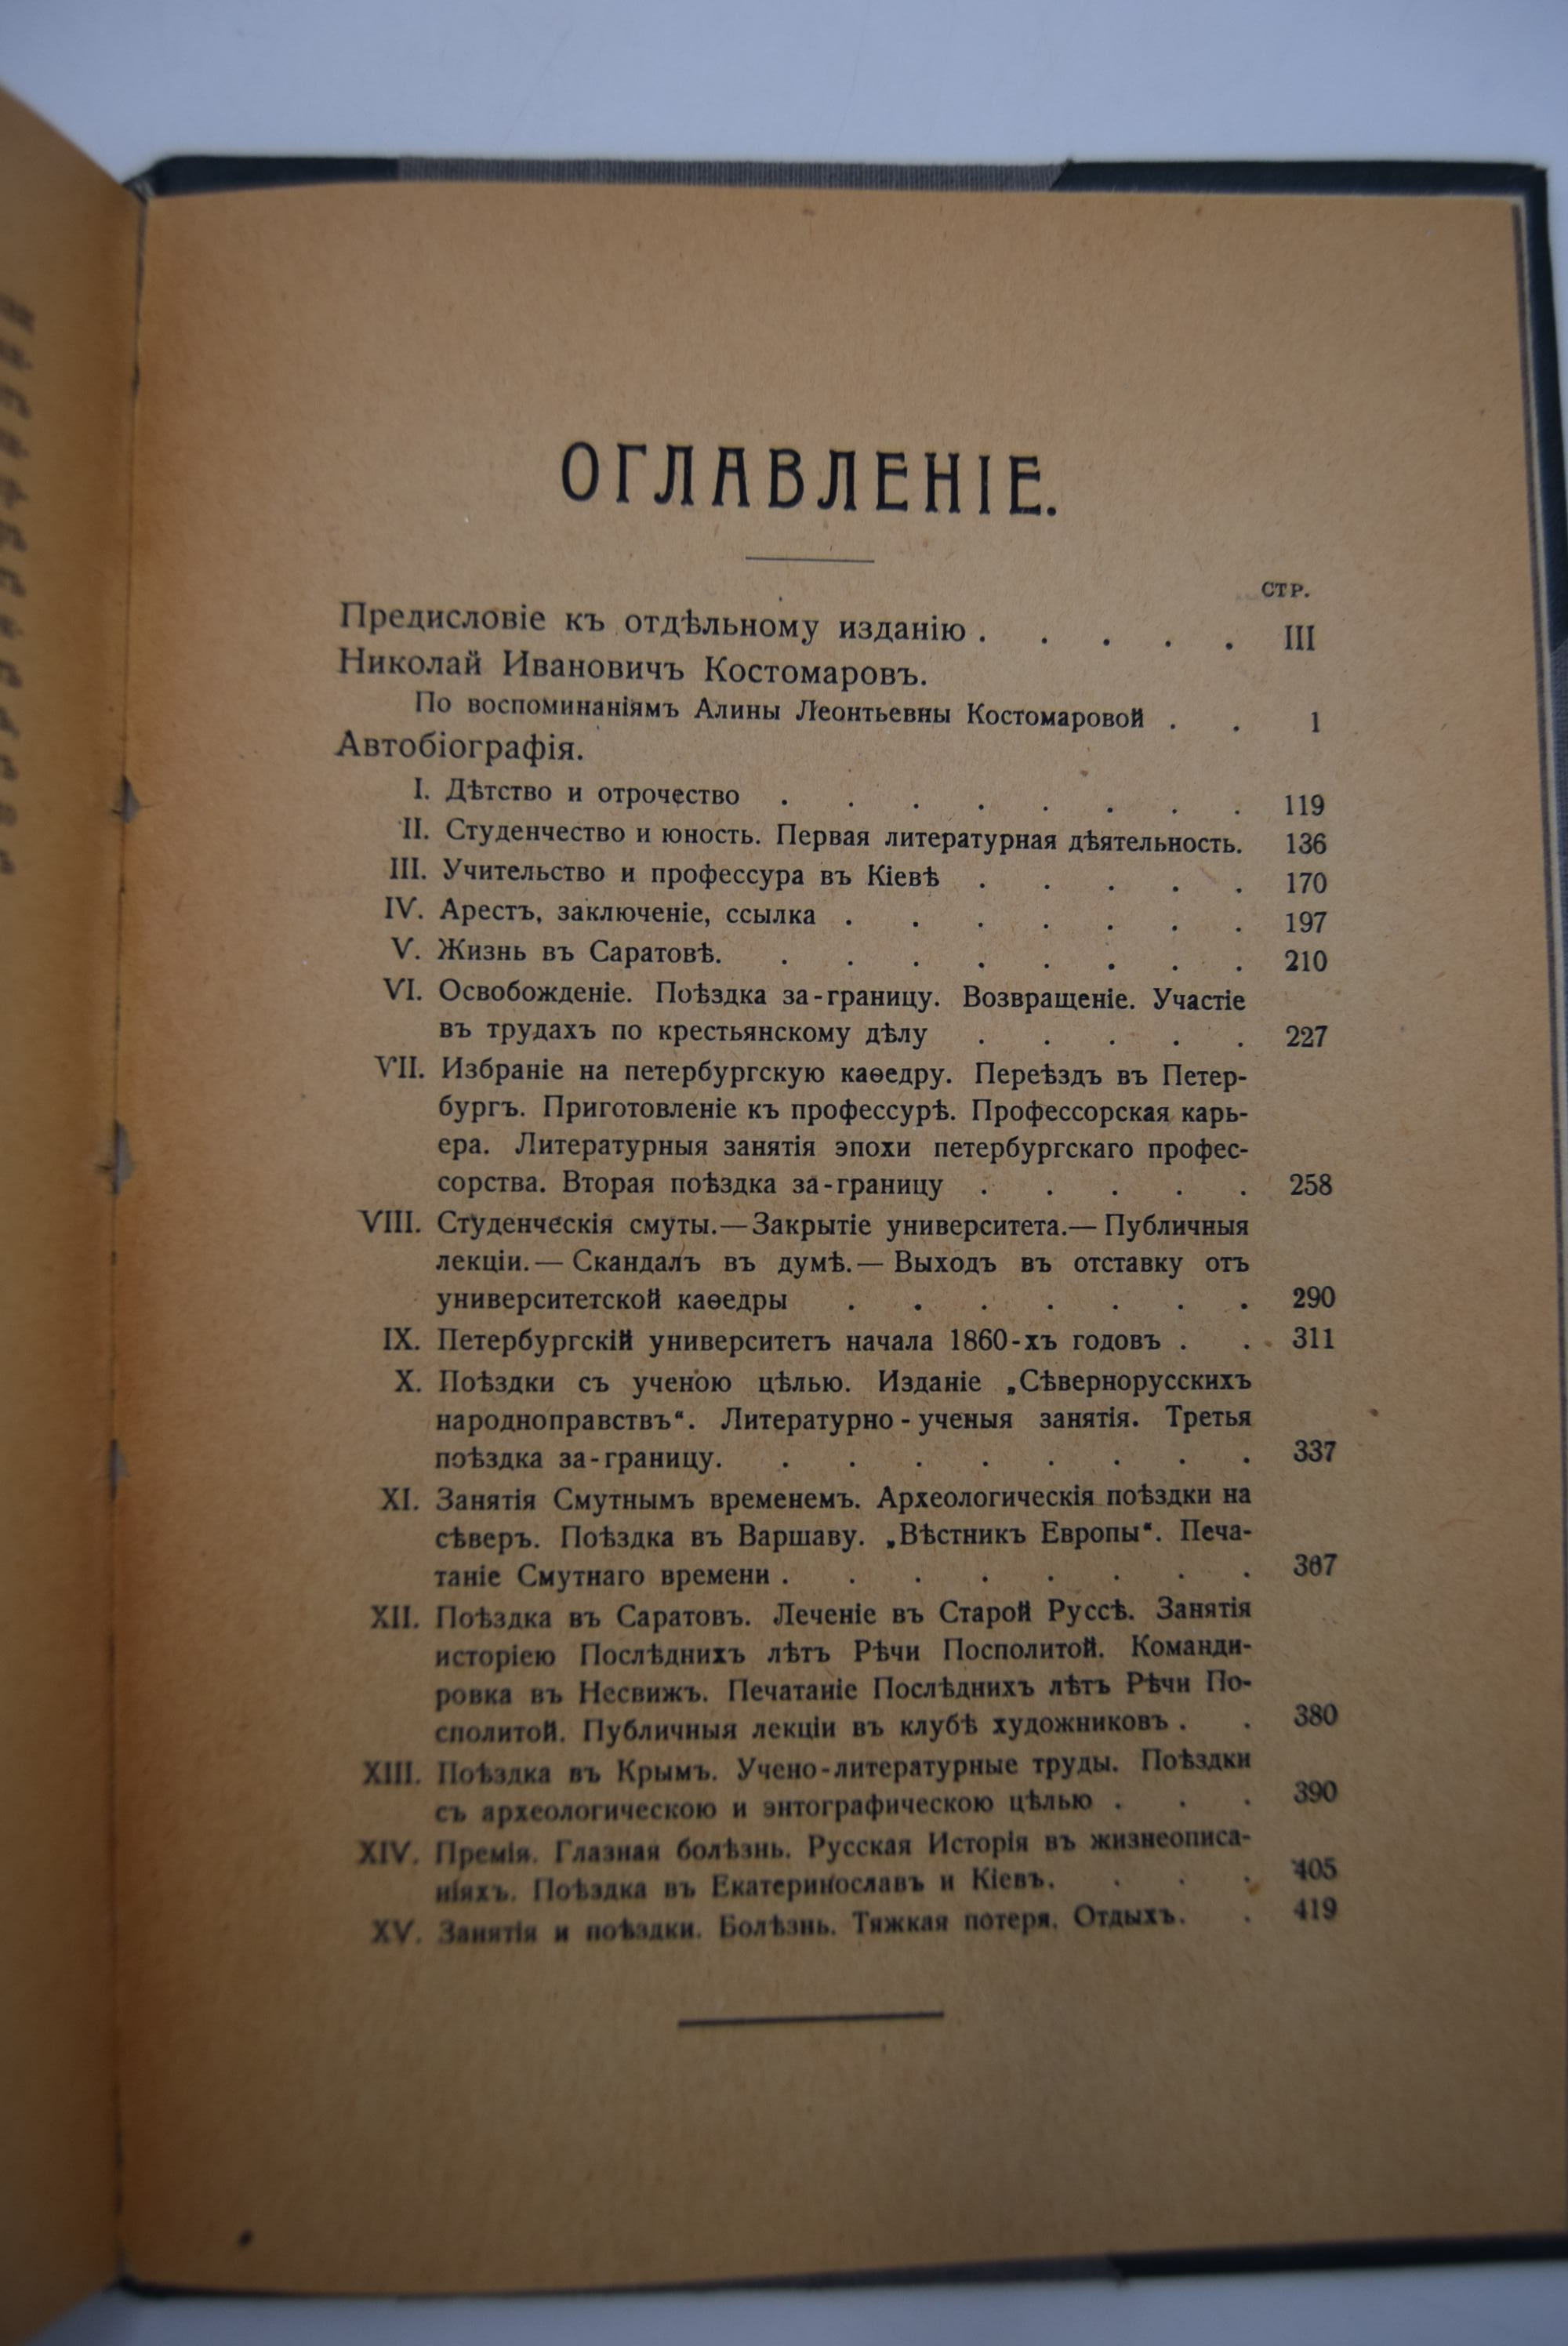 ОГЛАВЛЕНІЕ.
СТР.
Предисловіе къ отдѣльному изданію . . . . . III
Николай Ивановичъ Костомаровъ.
По воспоминаніямъ Алины Леонтьевны Костомаровой . . 1
Автобіографія.
I. Дѣтство и отрочество . . . . . . . . 119
II. Студенчество и юность. Первая литературная дѣятельность. 136
III. Учительство и профессура въ Кіевѣ . . . . . 170
IV. Арестъ, заключеніе, ссылка . . . . . . . 197
V. Жизнь въ Саратовѣ. . . . . . . . . 210
VI. Освобожденіе. Поѣздка за-границу. Возвращеніе. Участіе
въ трудахъ по крестьянскому дѣлу . . . . . 227
VII. Избраніе на петербургскую каѳедру. Переѣздъ въ Петер-
бургъ. Приготовленіе къ профессурѣ. Профессорская карь-
ера. Литературныя занятія эпохи петербургскаго профес-
сорства. Вторая поѣздка за-границу . . . . . 258
VIII. Студенческія смуты.—Закрытіе университета.—Публичныя
лекціи.—Скандалъ въ думѣ.—Выходъ въ отставку отъ
университетской каѳедры . . . . . . . 290
IX. Петербургскій университетъ начала 1860-хъ годовъ . . 311
X. Поѣздки съ ученою цѣлью. Изданіе „Сѣвернорусскихъ
народноправствъ“. Литературно-ученыя занятія. Третья
поѣздка за-границу. . . . . . . . . 337
XI. Занятія Смутнымъ временемъ. Археологическія поѣздки на
сѣверъ. Поѣздка въ Варшаву. „Вѣстникъ Европы“. Печа-
таніе Смутнаго времени . . . . . . . . 367
XII. Поѣздка въ Саратовъ. Леченіе въ Старой Руссѣ. Занятія
исторіею Послѣднихъ лѣтъ Рѣчи Посполитой. Команди-
ровка въ Несвижъ. Печатаніе Послѣднихъ лѣтъ Рѣчи По-
сполитой. Публичныя лекціи въ клубѣ художниковъ . . 380
XIII. Поѣздка въ Крымъ. Учено-литературные труды. Поѣздки
съ археологическою и энтографическою цѣлью . . . 390
XIV. Премія. Глазная болѣзнь. Русская Исторія въ жизнеописа-
ніяхъ. Поѣздка въ Екатеринославъ и Кіевъ. . . . 405
XV. Занятія и поѣздки. Болѣзнь. Тяжкая потеря. Отдыхъ. . 419